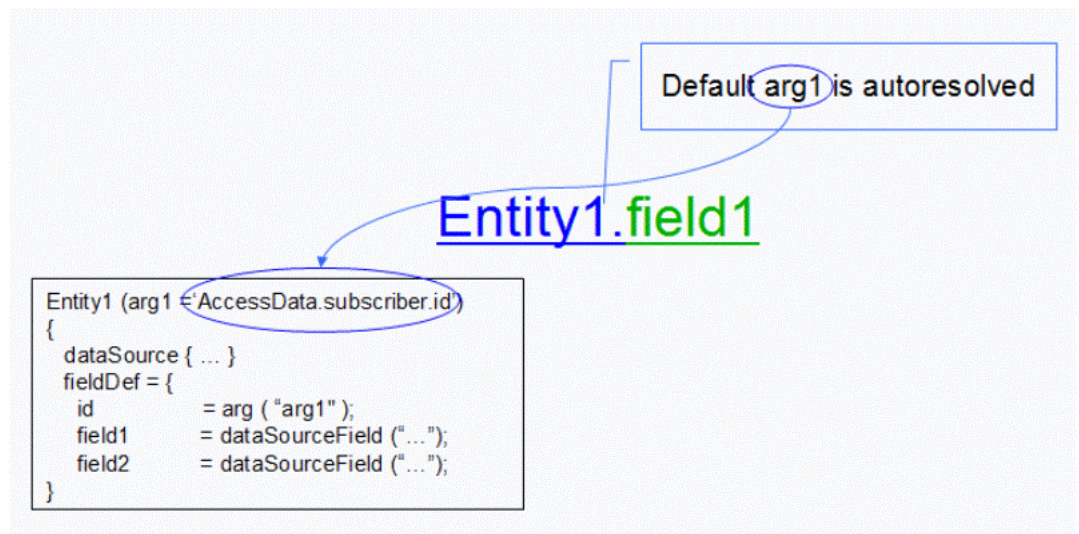 Default arg1 is autoresolved
Entity1.field1
Entity1 (arg1 =‘AccessData.subscriber.id’)
{
dataSource { … }
fieldDef = {
id = arg ( “arg1" );
field1 = dataSourceField (“…”);
field2 = dataSourceField (“…”);
}